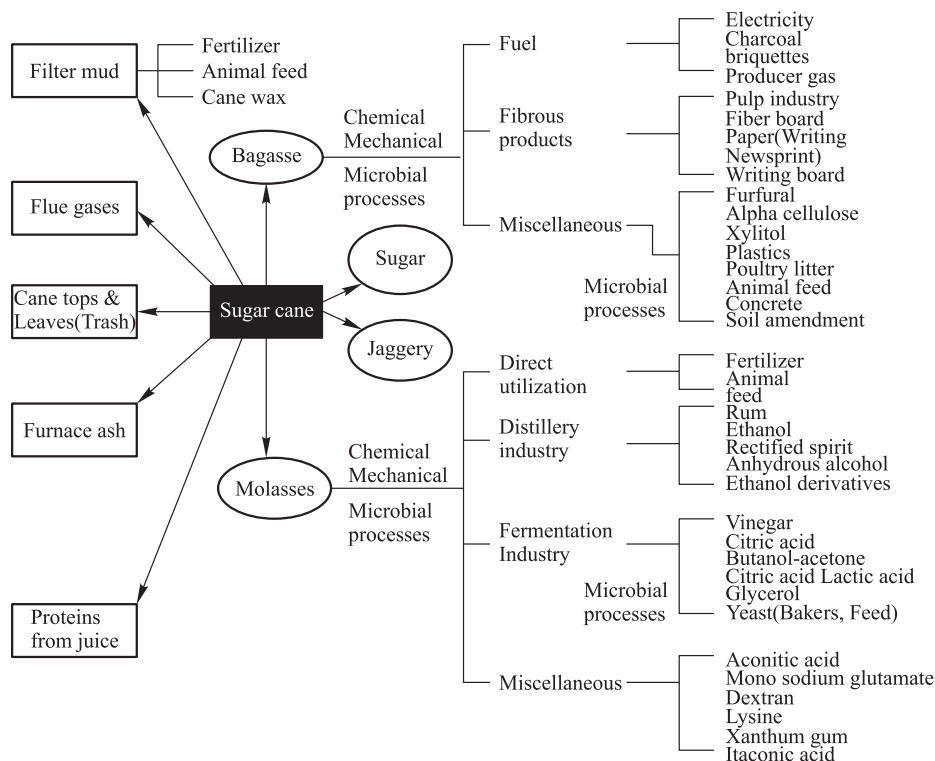 Filter mud
Fertilizer
Animal feed
Cane wax
Flue gases
Cane tops &
Leaves(Trash)
Furnace ash
Proteins
from juice
Sugar cane
Bagasse
Sugar
Jaggery
Molasses
Chemical
Mechanical
Microbial
processes
Fuel
Electricity
Charcoal
briquettes
Producer gas
Fibrous
products
Pulp industry
Fiber board
Paper(Writing
Newsprint)
Writing board
Miscellaneous
Microbial
processes
Furfural
Alpha cellulose
Xylitol
Plastics
Poultry litter
Animal feed
Concrete
Soil amendment
Chemical
Mechanical
Microbial
processes
Direct
utilization
Fertilizer
Animal
feed
Distillery
industry
Rum
Ethanol
Rectified spirit
Anhydrous alcohol
Ethanol derivatives
Fermentation
Industry
Microbial
processes
Vinegar
Citric acid
Butanol-acetone
Citric acid Lactic acid
Glycerol
Yeast(Bakers, Feed)
Miscellaneous
Aconitic acid
Mono sodium glutamate
Dextran
Lysine
Xanthum gum
Itaconic acid